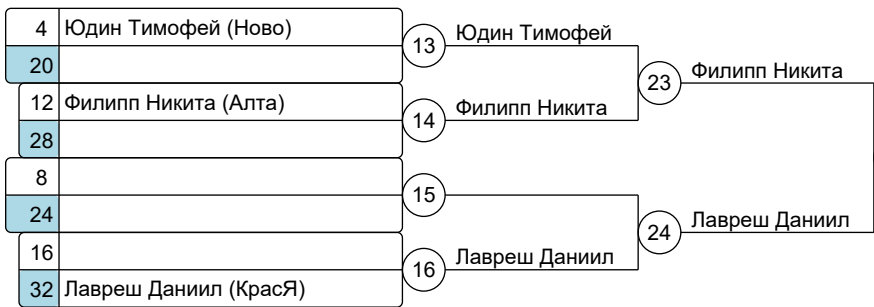 4 Юдин Тимофей (Ново)
20
12 Филипп Никита (Алта)
28
8
24
16
32 Лавреш Даниил (КрасЯ)
13 Юдин Тимофей
14 Филипп Никита
15
16 Лавреш Даниил
23 Филипп Никита
24 Лавреш Даниил